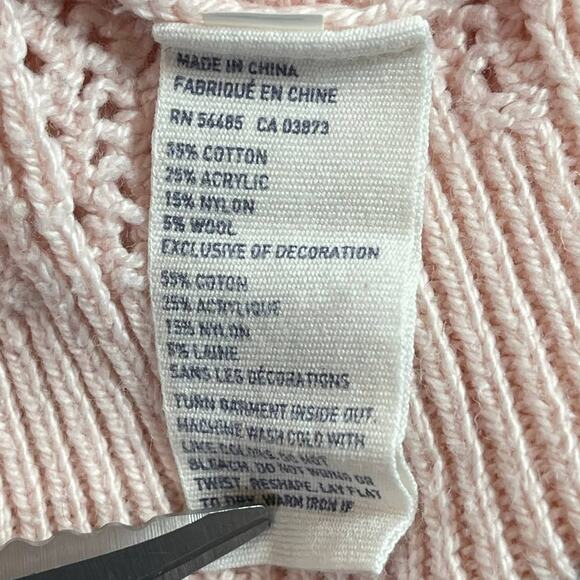 MADE IN CHINA
FABRIQUÉ EN CHINE
RN 54485 CA 03873
55% COTTON
25% ACRYLIC
15% NYLON
5% WOOL
EXCLUSIVE OF DECORATION
55% COTON
25% ACRYLIQUE
15% NYLON
5% LAINE
SANS LES DÉCORATIONS
TURN GARMENT INSIDE OUT.
MACHINE WASH COLD WITH
LIKE COLORS. DO NOT
BLEACH. DO NOT WRING OR
TWIST. RESHAPE, LAY FLAT
TO DRY. WARM IRON IF